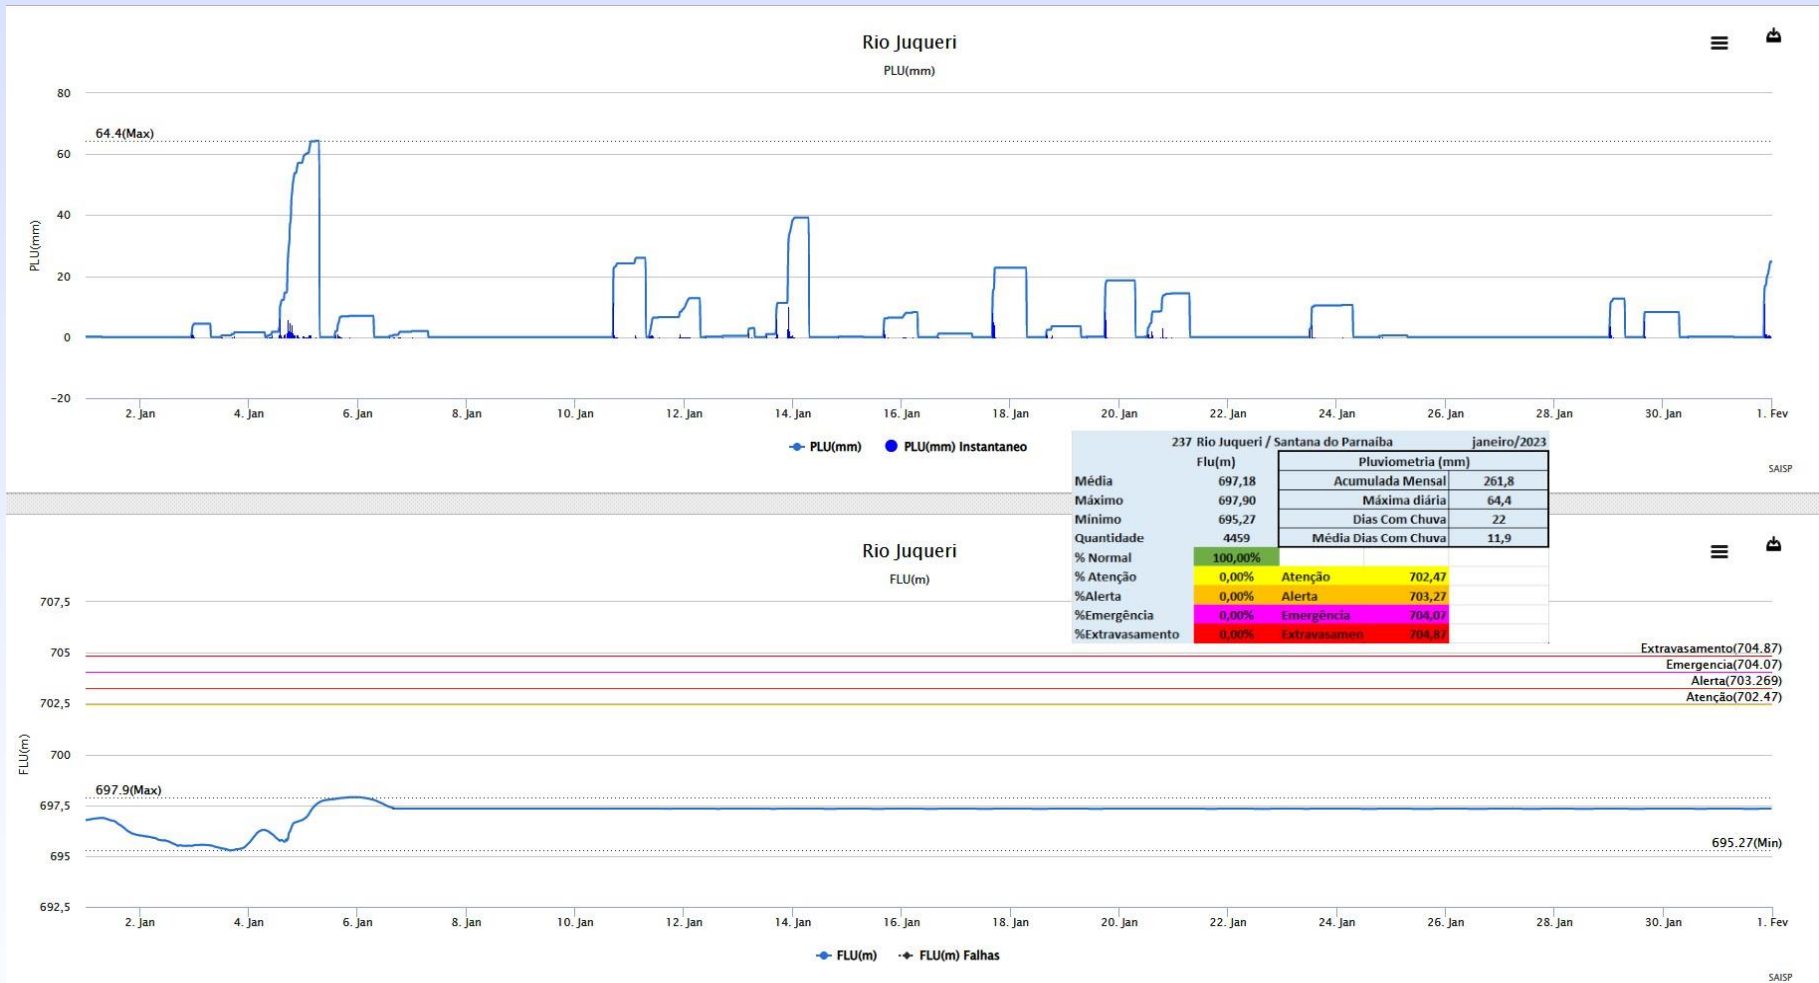 Rio Juqueri
PLU(mm)
80
64.4(Max)
60
40
20
0
-20
PLU(mm)
2. Jan 4. Jan 6. Jan 8. Jan 10. Jan 12. Jan 14. Jan 16. Jan 18. Jan 20. Jan 22. Jan 24. Jan 26. Jan 28. Jan 30. Jan 1. Fev
PLU(mm) PLU(mm) Instantaneo
SAISP
237 Rio Juqueri / Santana do Parnaíba janeiro/2023
Flu(m) Pluviometria (mm)
Média 697,18 Acumulada Mensal 261,8
Máximo 697,90 Máxima diária 64,4
Mínimo 695,27 Dias Com Chuva 22
Quantidade 4459 Média Dias Com Chuva 11,9
% Normal 100,00%
% Atenção 0,00% Atenção 702,47
%Alerta 0,00% Alerta 703,27
%Emergência 0,00% Emergência 704,07
%Extravasamento 0,00% Extravasamen 704,87
Rio Juqueri
FLU(m)
707,5
705
702,5
700
697,5
695
692,5
FLU(m)
Extravasamento(704.87)
Emergencia(704.07)
Alerta(703.269)
Atenção(702.47)
697.9(Max)
695.27(Min)
2. Jan 4. Jan 6. Jan 8. Jan 10. Jan 12. Jan 14. Jan 16. Jan 18. Jan 20. Jan 22. Jan 24. Jan 26. Jan 28. Jan 30. Jan 1. Fev
FLU(m) FLU(m) Falhas
SAISP